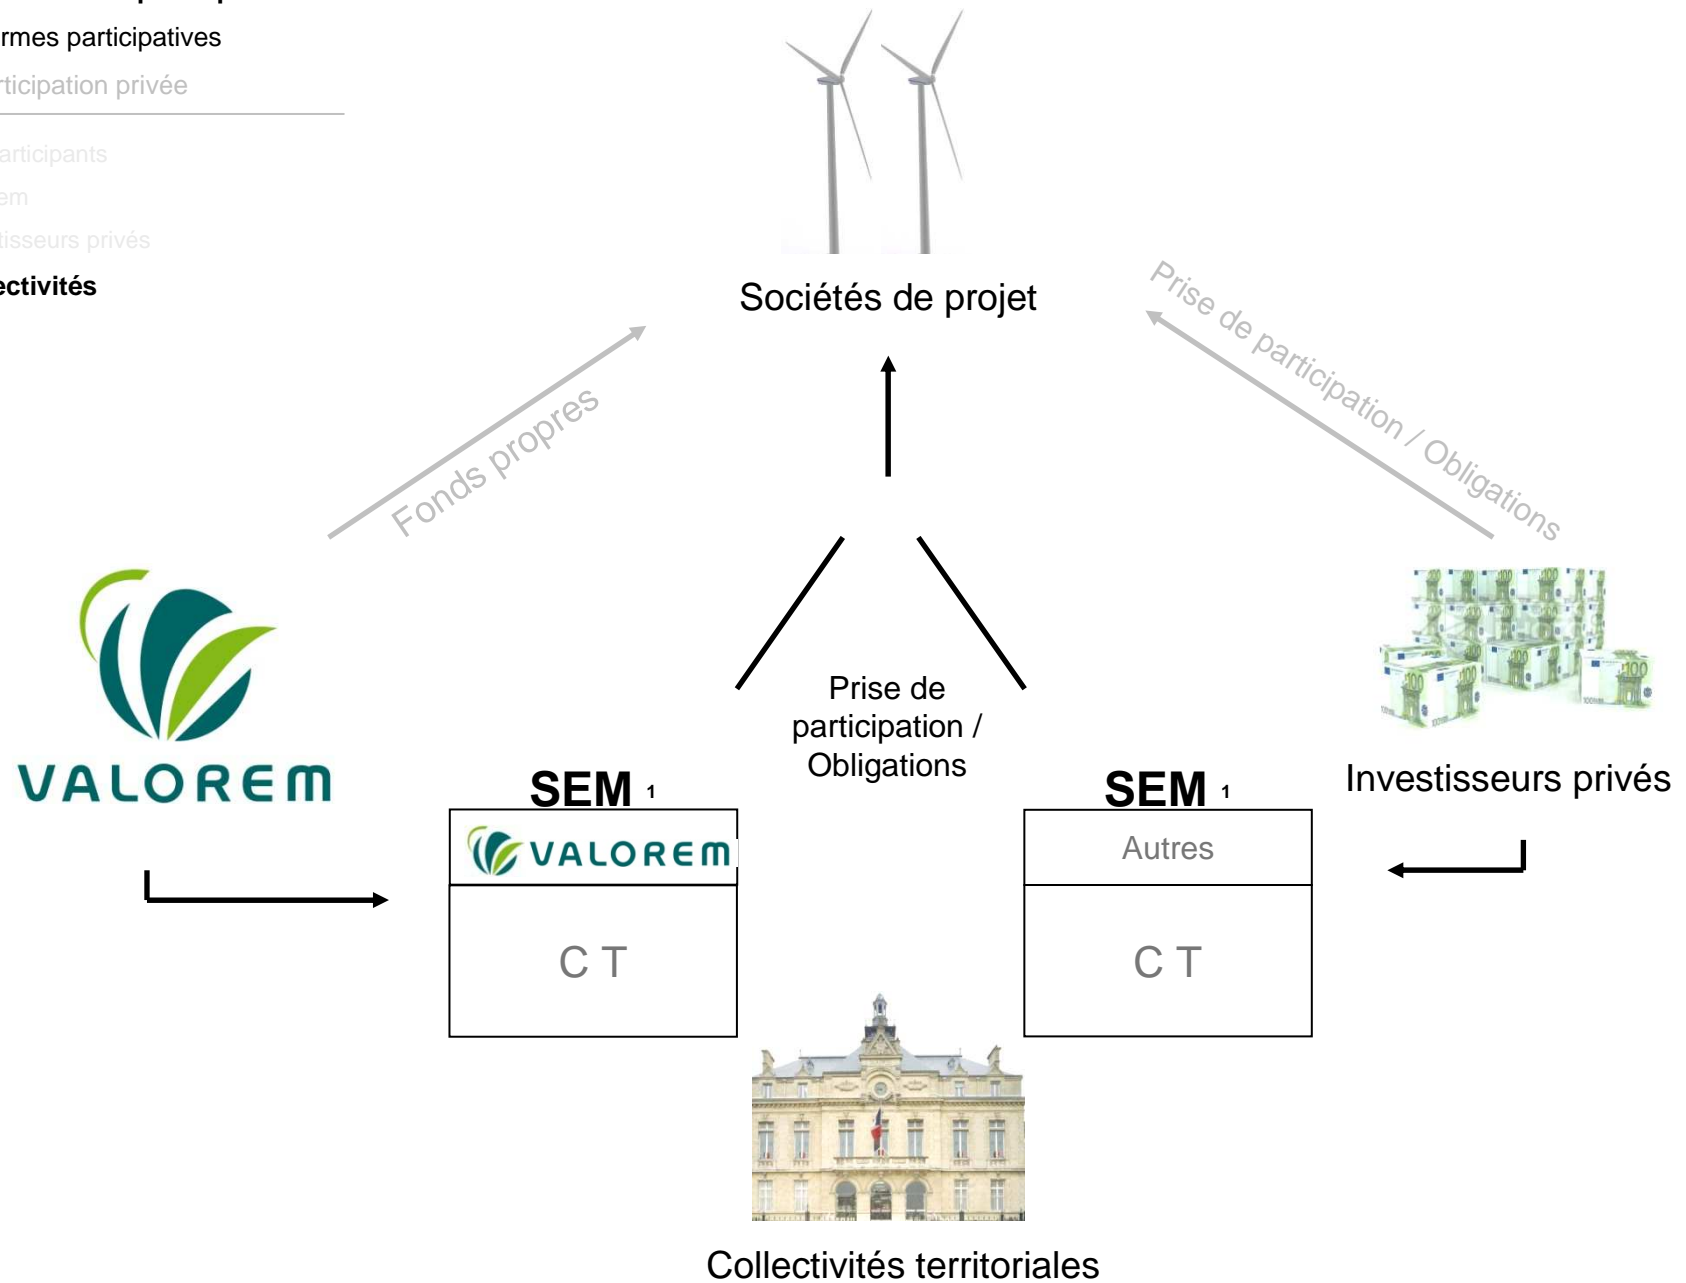 rmes participatives
rticipation privée
articipants
em
tisseurs privés
ectivités
Sociétés de projet
Fonds propres
Prise de participation / Obligations
VALOREM
Prise de
participation /
Obligations
Investisseurs privés
SEM 1
VALOREM
C T
SEM 1
Autres
C T
Collectivités territoriales